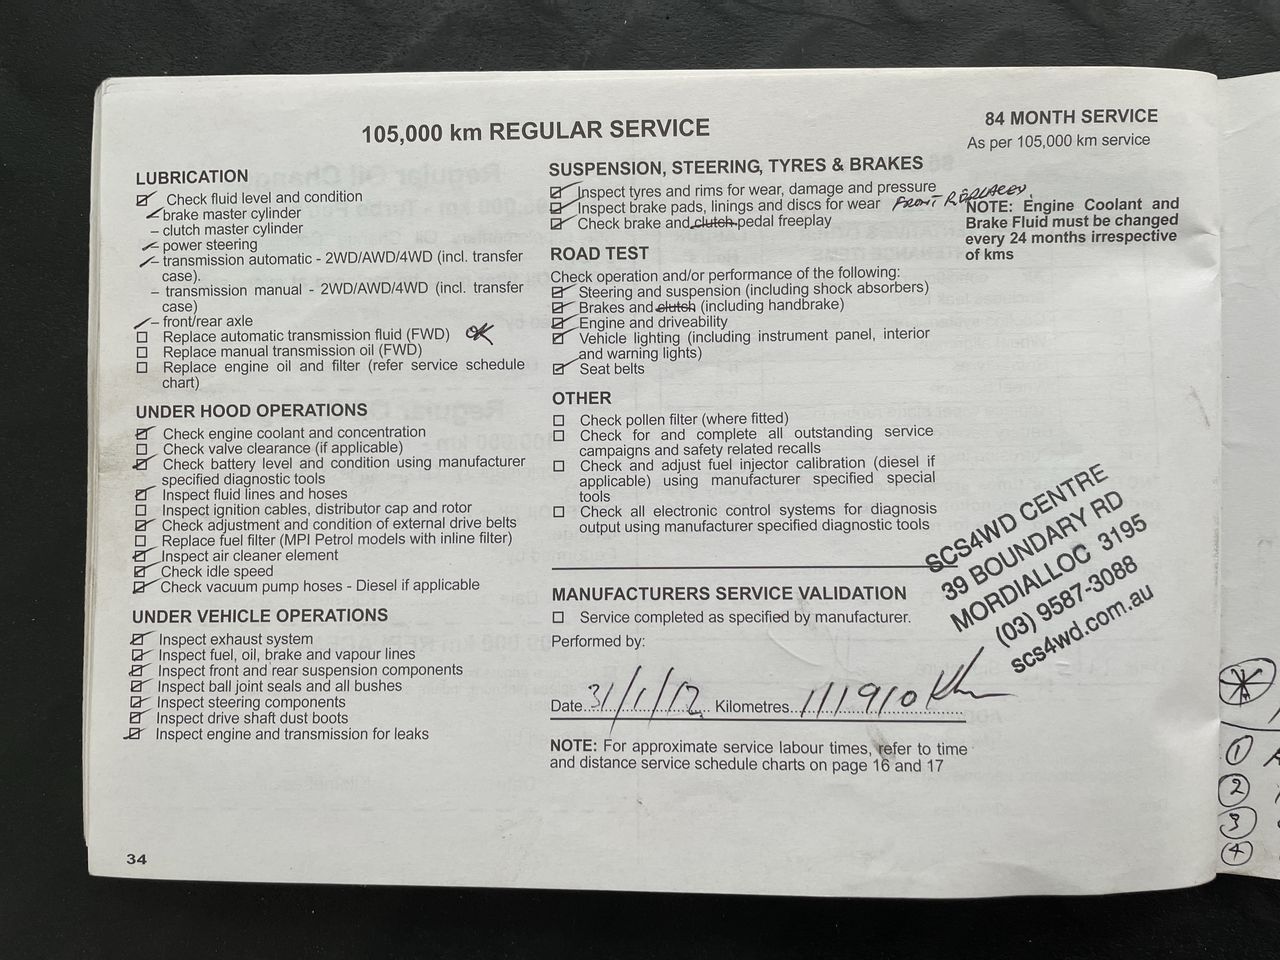 105,000 km REGULAR SERVICE
84 MONTH SERVICE
As per 105,000 km service
LUBRICATION
Check fluid level and condition
brake master cylinder
– clutch master cylinder
– power steering
– transmission automatic - 2WD/AWD/4WD (incl. transfer
case).
– transmission manual - 2WD/AWD/4WD (incl. transfer
case)
– front/rear axle
Replace automatic transmission fluid (FWD) OK
Replace manual transmission oil (FWD)
Replace engine oil and filter (refer service schedule
chart)
UNDER HOOD OPERATIONS
Check engine coolant and concentration
Check valve clearance (if applicable)
Check battery level and condition using manufacturer
specified diagnostic tools
Inspect fluid lines and hoses
Inspect ignition cables, distributor cap and rotor
Check adjustment and condition of external drive belts
Replace fuel filter (MPI Petrol models with inline filter)
Inspect air cleaner element
Check idle speed
Check vacuum pump hoses - Diesel if applicable
UNDER VEHICLE OPERATIONS
Inspect exhaust system
Inspect fuel, oil, brake and vapour lines
Inspect front and rear suspension components
Inspect ball joint seals and all bushes
Inspect steering components
Inspect drive shaft dust boots
Inspect engine and transmission for leaks
34
SUSPENSION, STEERING, TYRES & BRAKES
Inspect tyres and rims for wear, damage and pressure
Inspect brake pads, linings and discs for wear FRONT REPLACED
Check brake and clutch pedal freeplay
ROAD TEST
Check operation and/or performance of the following:
Steering and suspension (including shock absorbers)
Brakes and clutch (including handbrake)
Engine and driveability
Vehicle lighting (including instrument panel, interior
and warning lights)
Seat belts
OTHER
Check pollen filter (where fitted)
Check for and complete all outstanding service
campaigns and safety related recalls
Check and adjust fuel injector calibration (diesel if
applicable) using manufacturer specified special
tools
Check all electronic control systems for diagnosis
output using manufacturer specified diagnostic tools
MANUFACTURERS SERVICE VALIDATION
Service completed as specified by manufacturer.
Performed by:
Date 31/1/12 Kilometres 111910 Km
NOTE: For approximate service labour times, refer to time
and distance service schedule charts on page 16 and 17
NOTE: Engine Coolant and
Brake Fluid must be changed
every 24 months irrespective
of kms
SCS4WD CENTRE
39 BOUNDARY RD
MORDIALLOC 3195
(03) 9587-3088
scs4wd.com.au
1
2
3
4